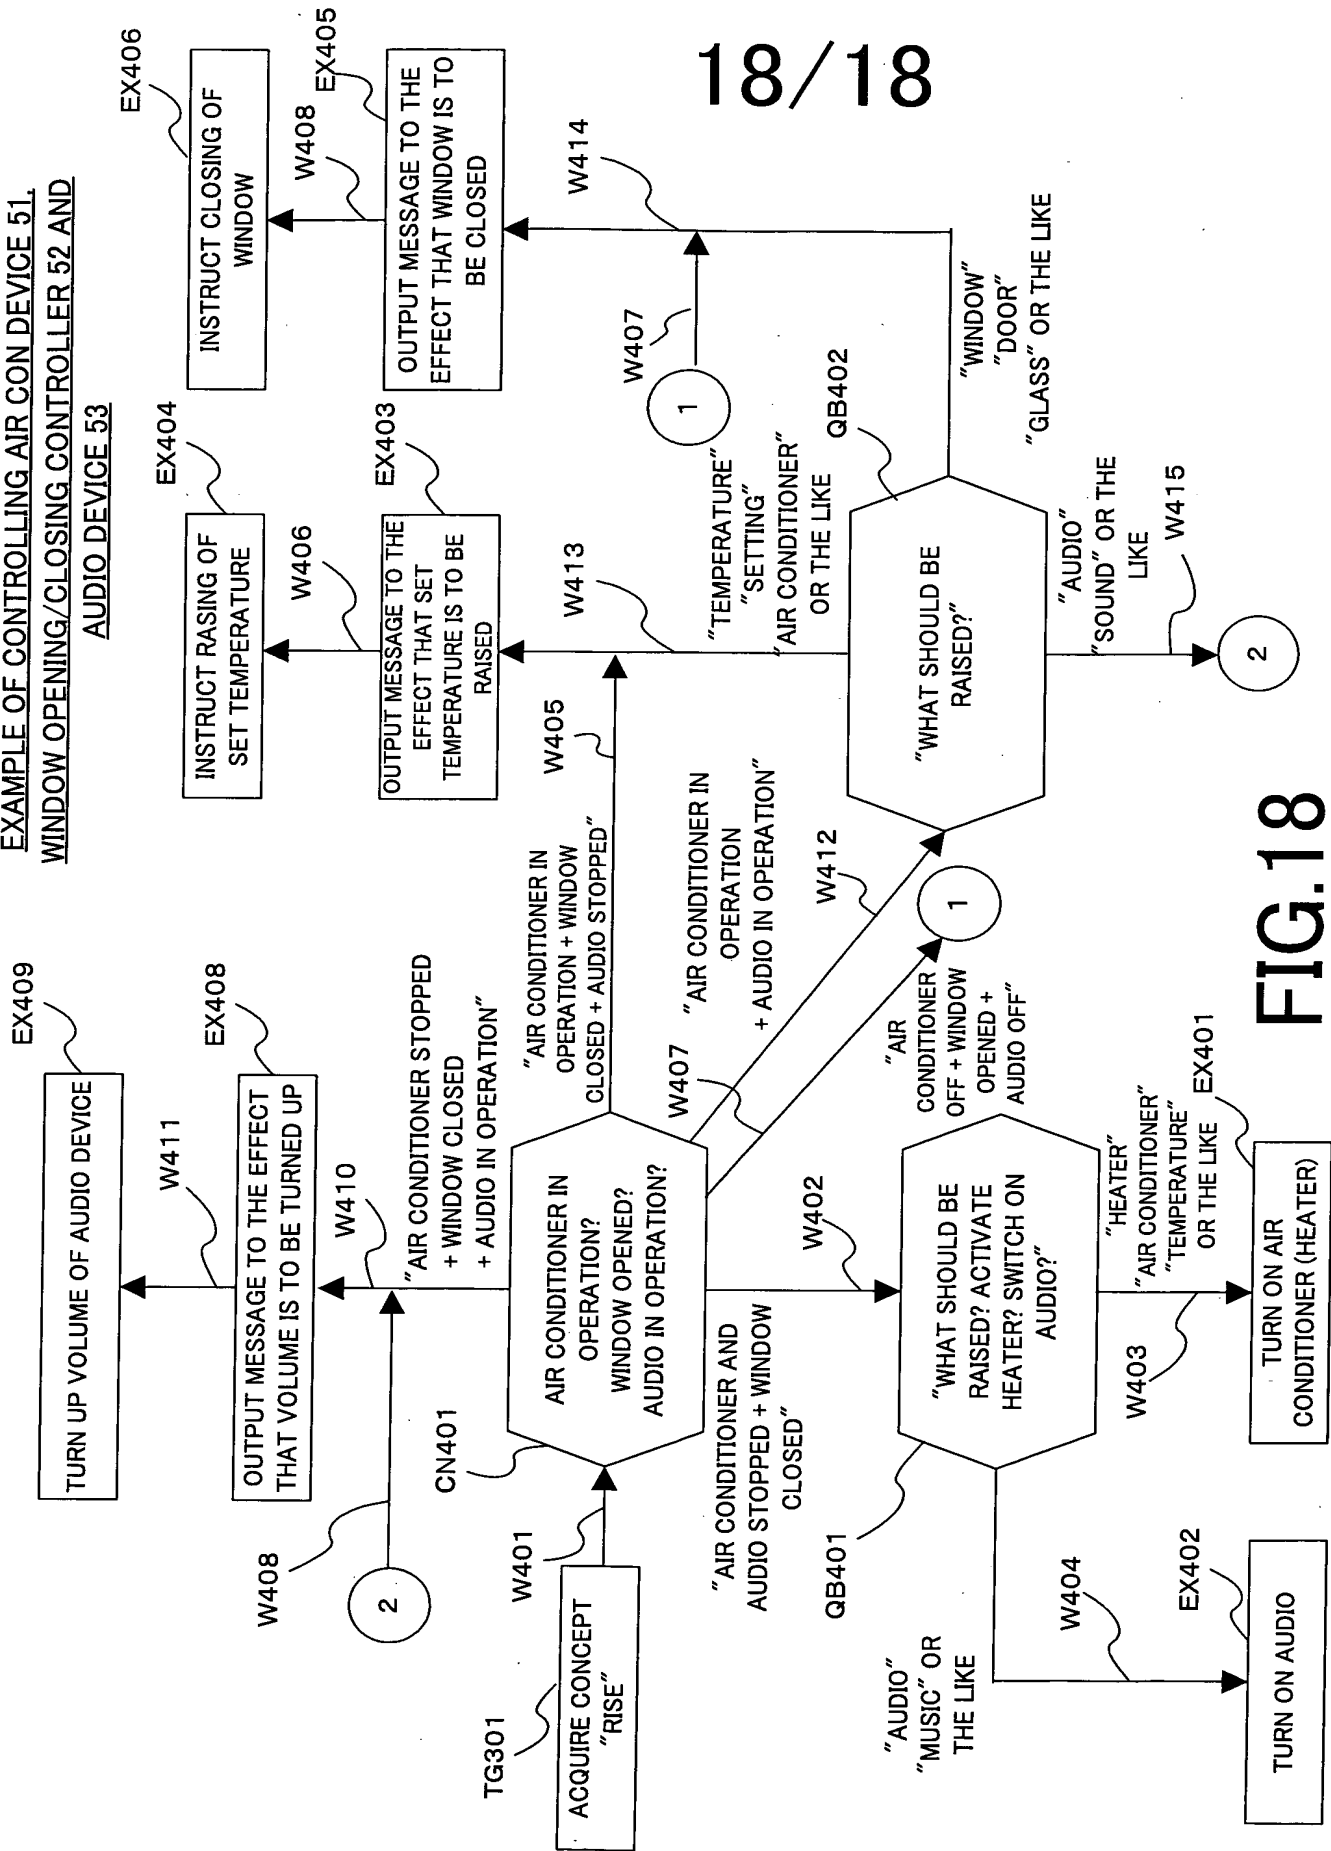 18/18
EXAMPLE OF CONTROLLING AIR CON DEVICE 51,
WINDOW OPENING/CLOSING CONTROLLER 52 AND
AUDIO DEVICE 53
EX409
TURN UP VOLUME OF AUDIO DEVICE
W411
EX408
OUTPUT MESSAGE TO THE EFFECT
THAT VOLUME IS TO BE TURNED UP
W410
"AIR CONDITIONER STOPPED
+ WINDOW CLOSED
+ AUDIO IN OPERATION"
W408
2
TG301
ACQUIRE CONCEPT
"RISE"
W401
CN401
AIR CONDITIONER IN
OPERATION?
WINDOW OPENED?
AUDIO IN OPERATION?
"AIR CONDITIONER IN
OPERATION + WINDOW
CLOSED + AUDIO STOPPED"
W405
EX404
INSTRUCT RASING OF
SET TEMPERATURE
W406
EX403
OUTPUT MESSAGE TO THE
EFFECT THAT SET
TEMPERATURE IS TO BE
RAISED
W413
"TEMPERATURE"
"SETTING"
"AIR CONDITIONER"
OR THE LIKE
EX406
INSTRUCT CLOSING OF
WINDOW
W408
EX405
OUTPUT MESSAGE TO THE
EFFECT THAT WINDOW IS TO
BE CLOSED
W414
W407
1
QB402
"WHAT SHOULD BE
RAISED?"
"WINDOW"
"DOOR"
"GLASS" OR THE LIKE
"AUDIO"
"SOUND" OR THE
LIKE
W415
2
"AIR CONDITIONER IN
OPERATION
+ AUDIO IN OPERATION"
W412
W407
1
"AIR
CONDITIONER
OFF + WINDOW
OPENED +
AUDIO OFF"
"AIR CONDITIONER AND
AUDIO STOPPED + WINDOW
CLOSED"
W402
QB401
"WHAT SHOULD BE
RAISED? ACTIVATE
HEATER? SWITCH ON
AUDIO?"
"AUDIO"
"MUSIC" OR
THE LIKE
W404
EX402
TURN ON AUDIO
"HEATER"
"AIR CONDITIONER"
"TEMPERATURE"
OR THE LIKE
W403
EX401
TURN ON AIR
CONDITIONER (HEATER)
FIG.18